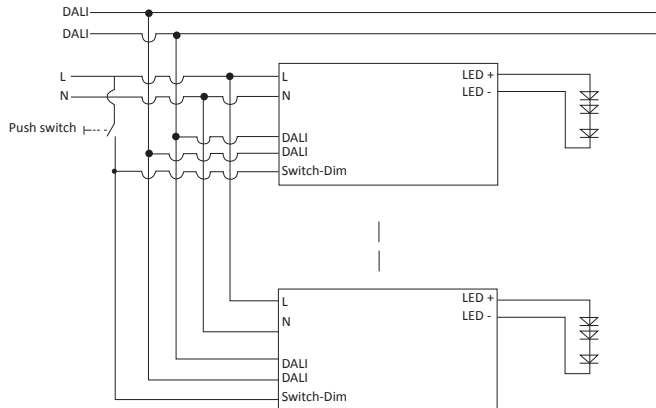 DALI
DALI
L
N
Push switch
L
N
DALI
DALI
Switch-Dim
LED +
LED -
L
N
DALI
DALI
Switch-Dim
LED +
LED -